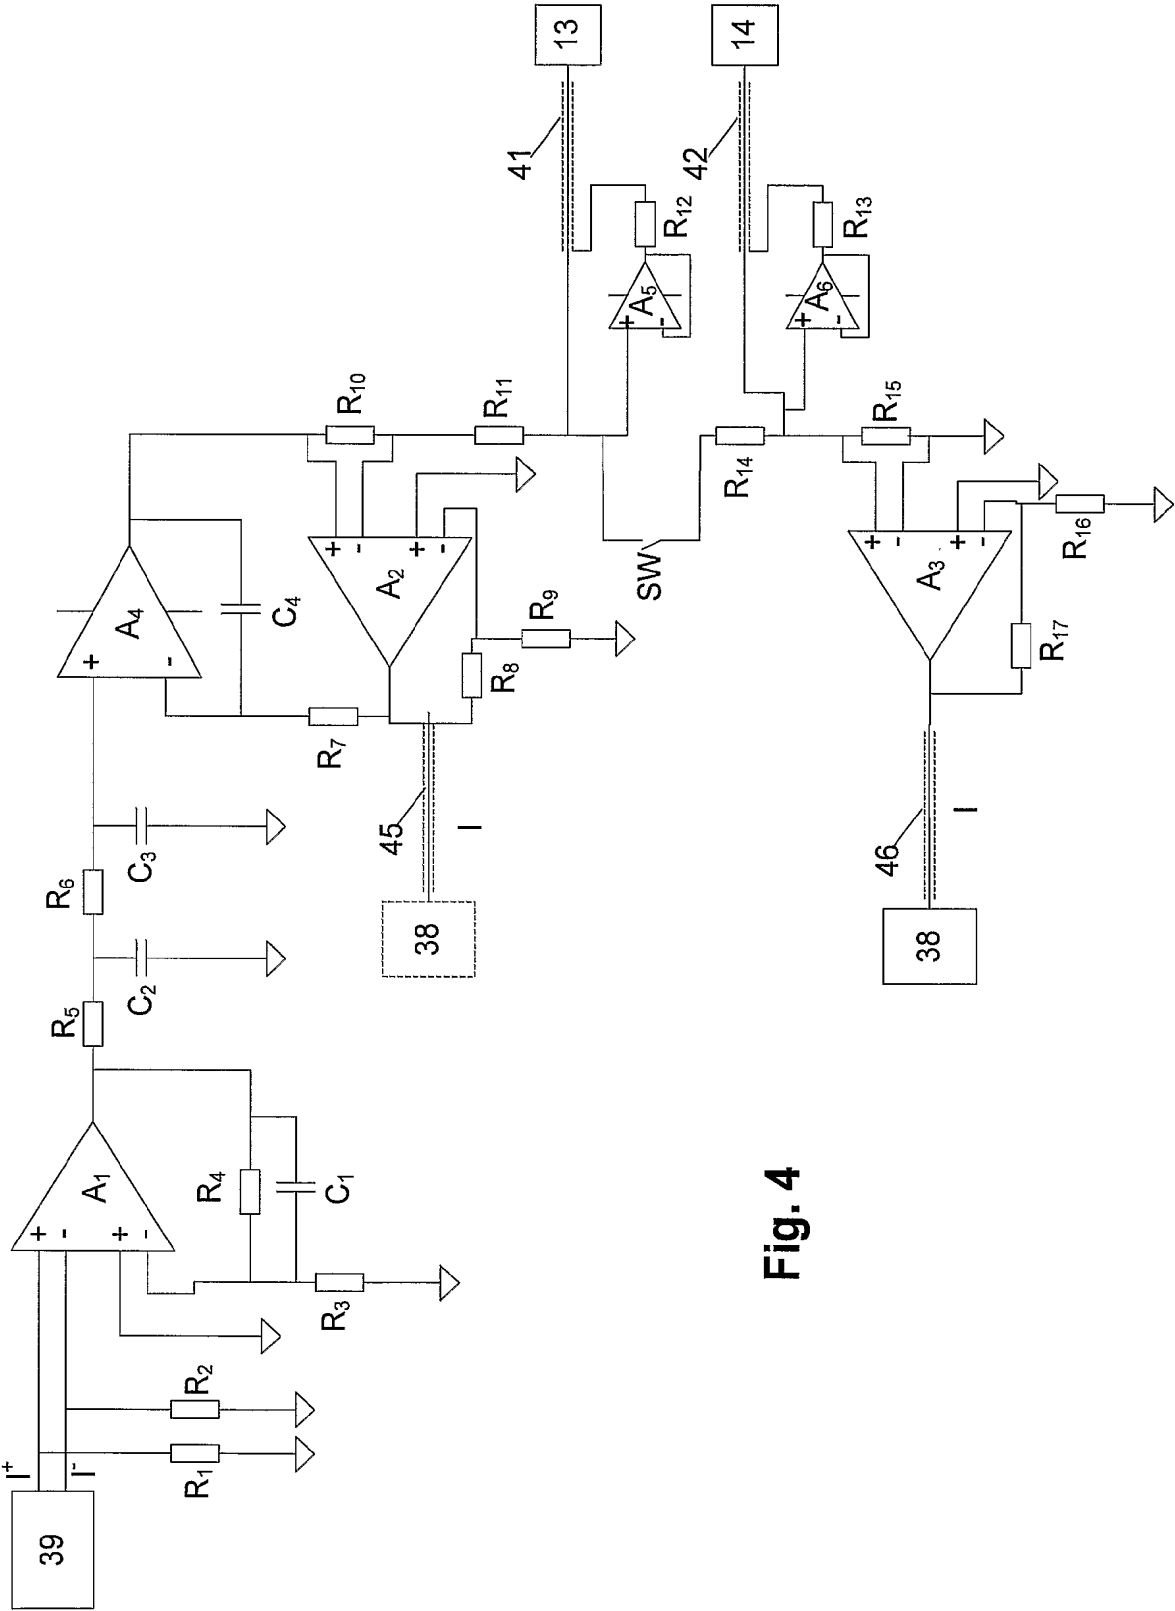 39
I+
I-
R1
R2
R3
+
-
+
-
A1
R4
C1
R5
C2
R6
C3
+
-
A4
C4
R7
38
45
I
R8
R9
+
-
+
-
A2
R10
R11
41
13
+
-
A5
R12
SW
R14
42
14
+
-
A6
R13
R15
+
-
+
-
A3
R16
R17
46
I
38
Fig. 4